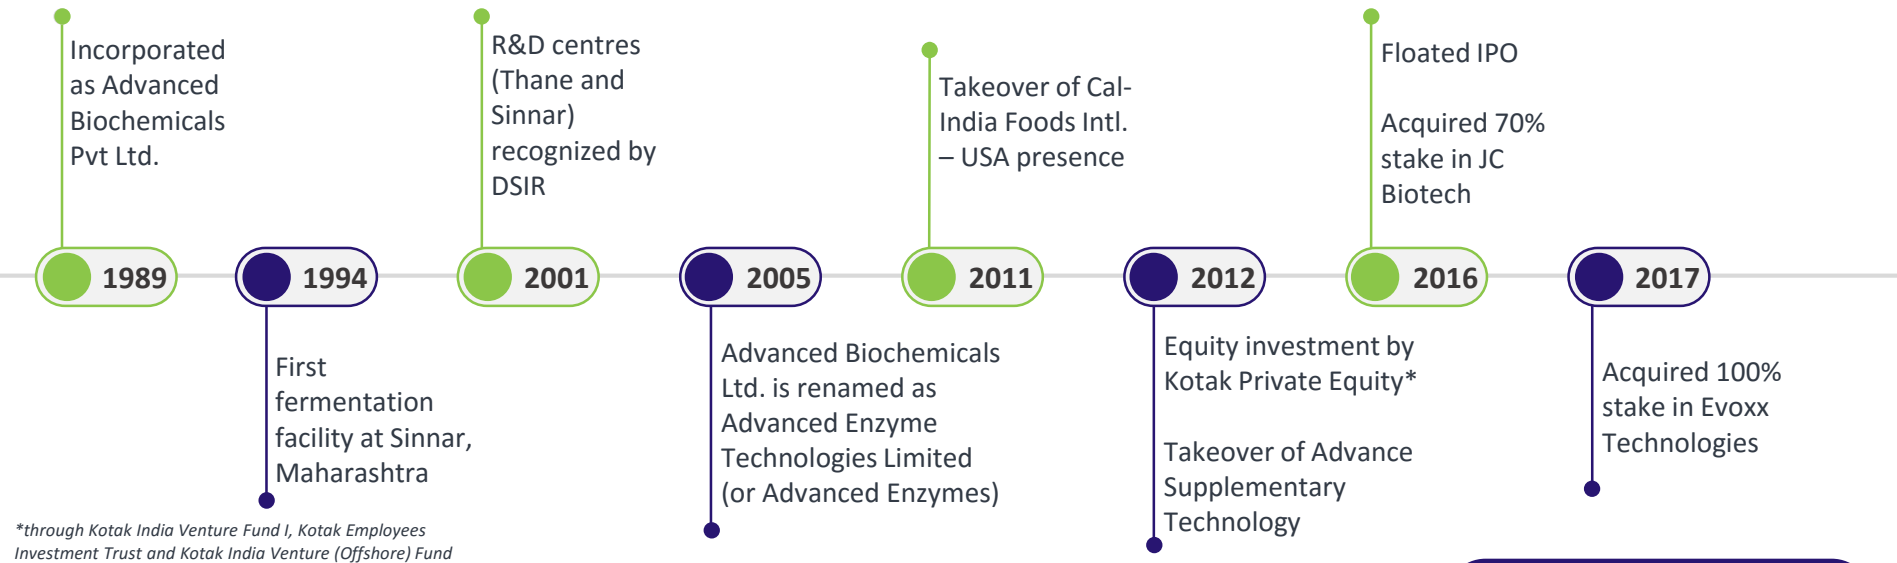 Incorporated
as Advanced
Biochemicals
Pvt Ltd.
R&D centres
(Thane and
Sinnar)
recognized by
DSIR
Takeover of Cal-
India Foods Intl.
– USA presence
Floated IPO
Acquired 70%
stake in JC
Biotech
1989
1994
2001
2005
2011
2012
2016
2017
First
fermentation
facility at Sinnar,
Maharashtra
Advanced Biochemicals
Ltd. is renamed as
Advanced Enzyme
Technologies Limited
(or Advanced Enzymes)
Equity investment by
Kotak Private Equity*
Takeover of Advance
Supplementary
Technology
Acquired 100%
stake in Evoxx
Technologies
*through Kotak India Venture Fund I, Kotak Employees
Investment Trust and Kotak India Venture (Offshore) Fund